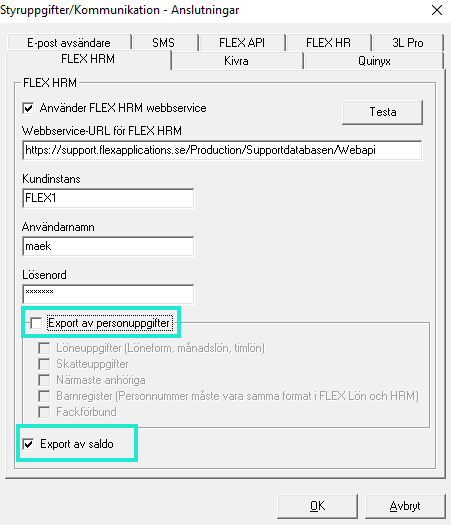 Styruppgifter/Kommunikation - Anslutningar
E-post avsändare SMS FLEX API FLEX HR 3L Pro
FLEX HRM Kivra Quinyx
FLEX HRM
Använder FLEX HRM webbservice
Testa
Webbservice-URL för FLEX HRM
https://support.flexapplications.se/Production/Supportdatabasen/Webapi
Kundinstans
FLEX1
Användarnamn
maek
Lösenord
×××××××
Export av personuppgifter
Löneuppgifter (Löneform, månadslön, timlön)
Skatteuppgifter
Närmaste anhöriga
Barnregister (Personnummer måste vara samma format i FLEX Lön och HRM)
Fackförbund
Export av saldo
OK Avbryt